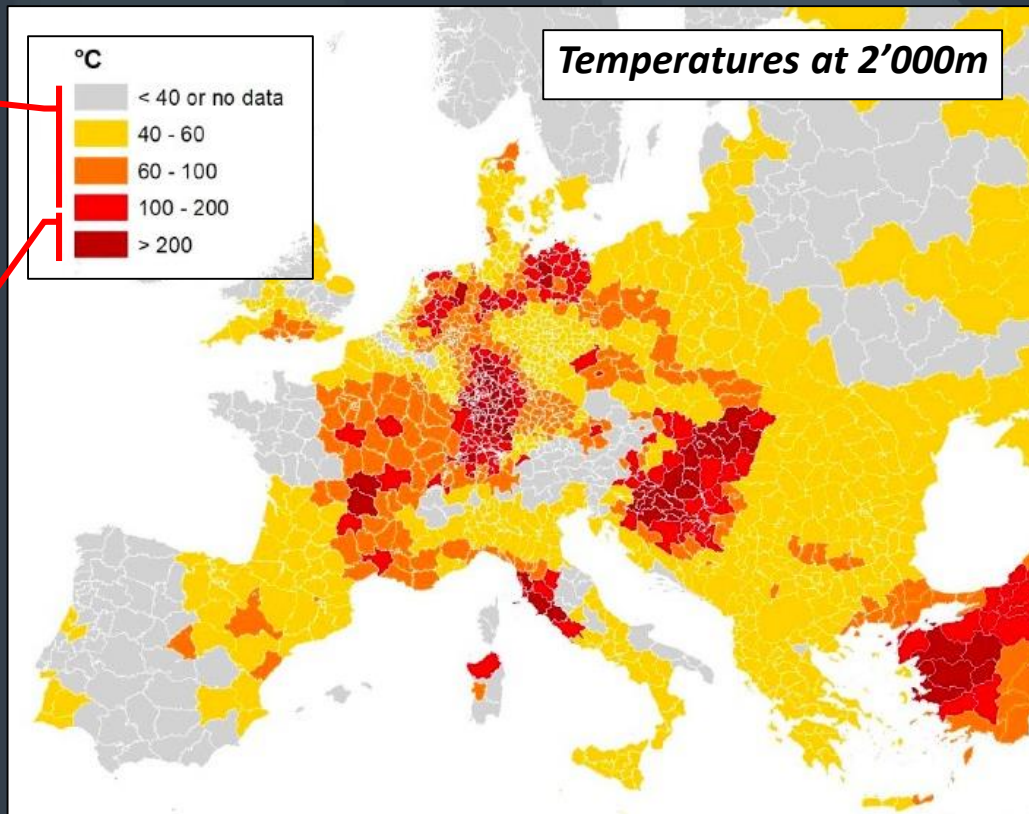 Temperatures at 2’000m
°C
< 40 or no data
40 - 60
60 - 100
100 - 200
> 200